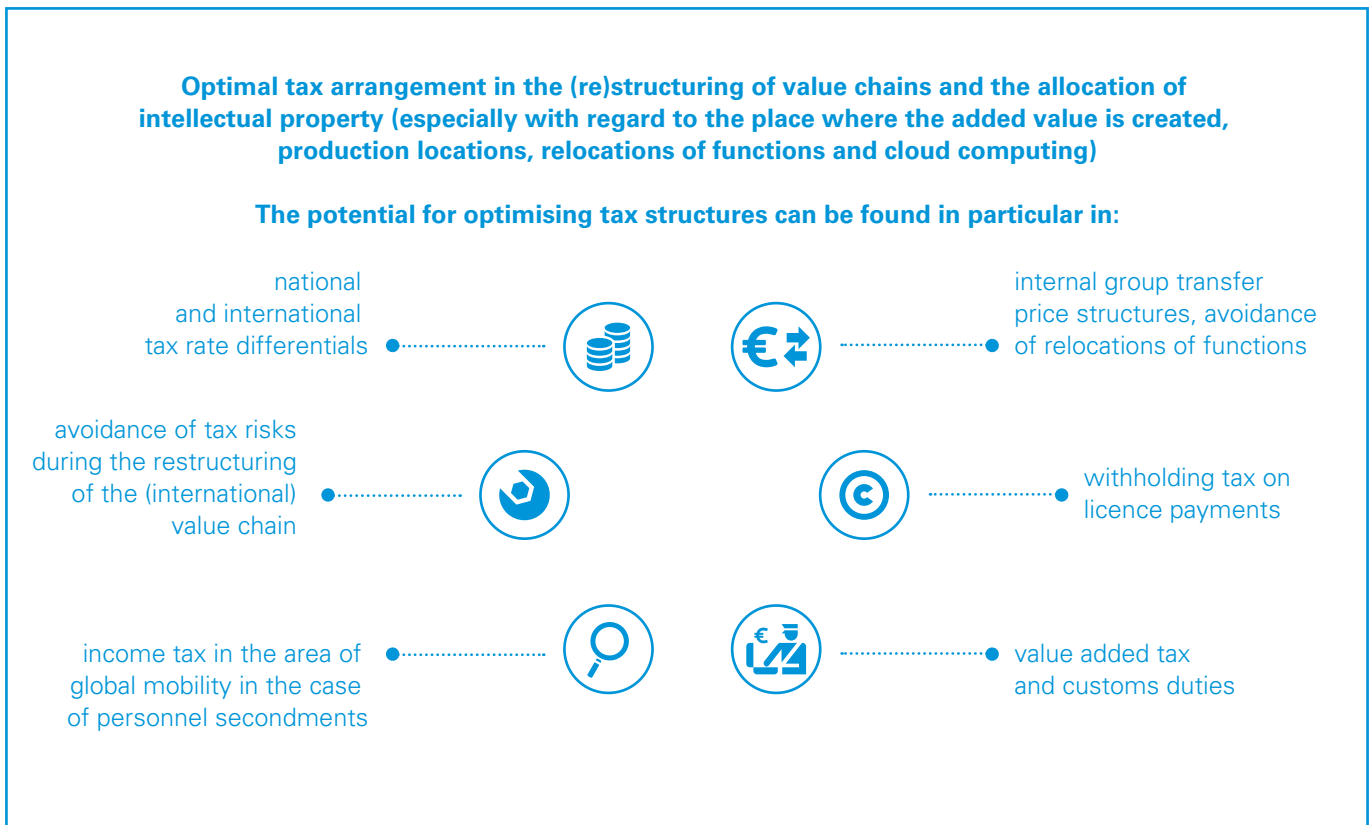 Optimal tax arrangement in the (re)structuring of value chains and the allocation of
intellectual property (especially with regard to the place where the added value is created,
production locations, relocations of functions and cloud computing)
The potential for optimising tax structures can be found in particular in:
national
and international
tax rate differentials
€
internal group transfer
price structures, avoidance
of relocations of functions
avoidance of tax risks
during the restructuring
of the (international)
value chain
©
withholding tax on
licence payments
income tax in the area of
global mobility in the case
of personnel secondments
€
value added tax
and customs duties